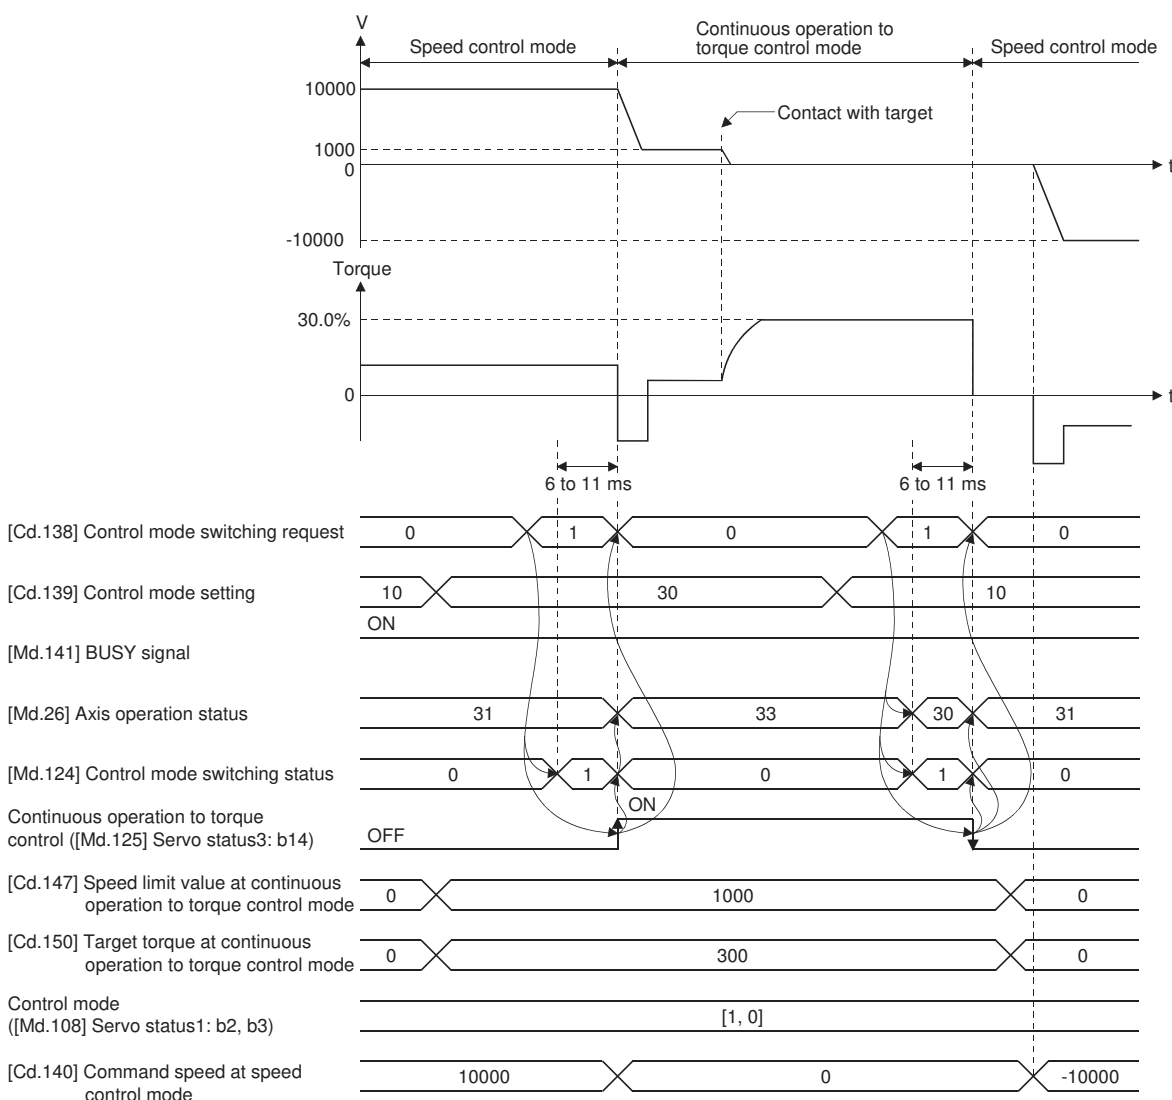 V
Speed control mode
Continuous operation to
torque control mode
Speed control mode
10000
Contact with target
1000
0
t
-10000
Torque
30.0%
0
t
6 to 11 ms
6 to 11 ms
[Cd.138] Control mode switching request
0
1
0
1
0
[Cd.139] Control mode setting
10
30
10
ON
[Md.141] BUSY signal
[Md.26] Axis operation status
31
33
30
31
[Md.124] Control mode switching status
0
1
0
1
0
Continuous operation to torque
control ([Md.125] Servo status3: b14)
OFF
ON
[Cd.147] Speed limit value at continuous
operation to torque control mode
0
1000
0
[Cd.150] Target torque at continuous
operation to torque control mode
0
300
0
Control mode
([Md.108] Servo status1: b2, b3)
[1, 0]
[Cd.140] Command speed at speed
control mode
10000
0
-10000